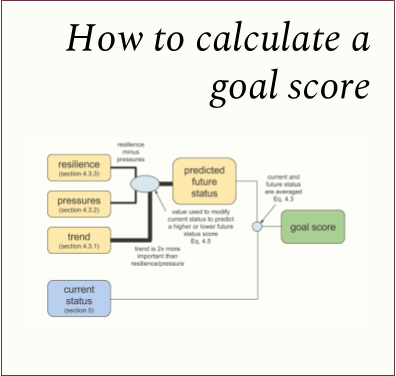 How to calculate a
goal score
resilience
minus
pressures
resilience
(section 4.3.3)
pressures
(section 4.3.2)
trend
(section 4.3.1)
predicted
future
status
value used to modify
current status to predict
a higher or lower future
status score
Eq. 4.5
trend is 2x more
important than
resilience/pressure
current and
future status
are averaged
Eq. 4.3
goal score
current
status
(section 5)